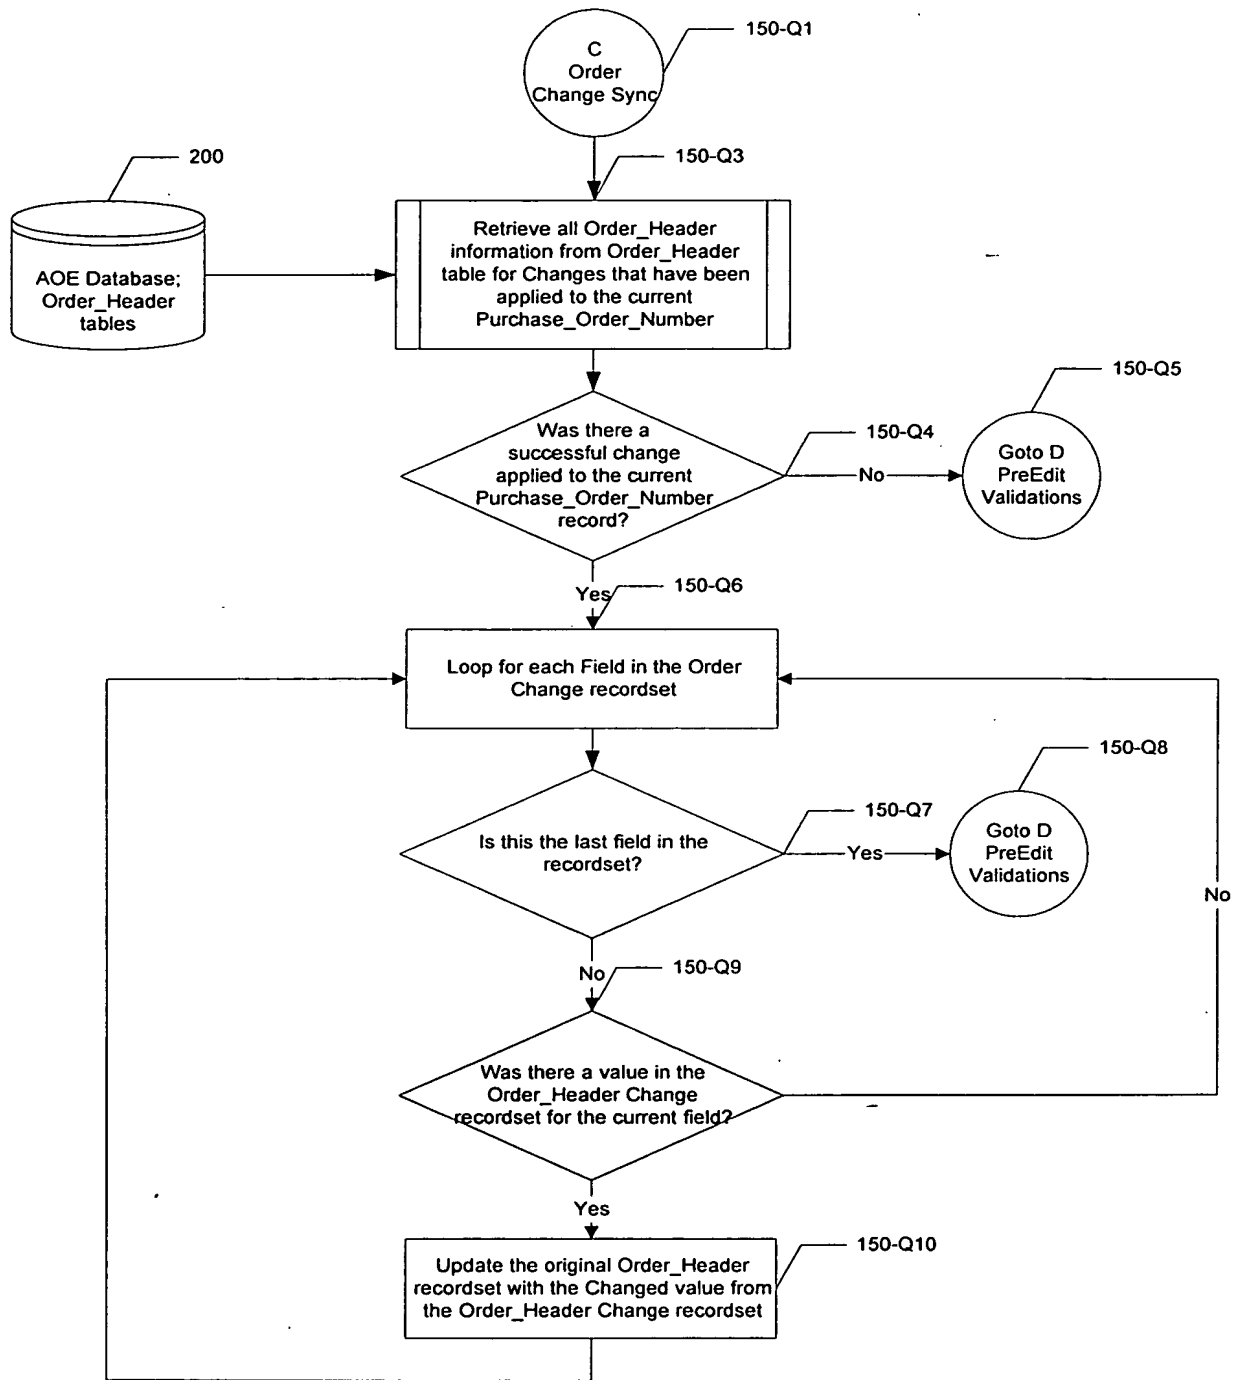 150-Q1
C
Order
Change Sync
200
150-Q3
AOE Database;
Order_Header
tables
Retrieve all Order_Header
information from Order_Header
table for Changes that have been
applied to the current
Purchase_Order_Number
150-Q5
150-Q4
Was there a
successful change
applied to the current
Purchase_Order_Number
record?
No
Goto D
PreEdit
Validations
Yes
150-Q6
Loop for each Field in the Order
Change recordset
150-Q8
150-Q7
Is this the last field in the
recordset?
Yes
Goto D
PreEdit
Validations
No
No
150-Q9
Was there a value in the
Order_Header Change
recordset for the current field?
Yes
150-Q10
Update the original Order_Header
recordset with the Changed value from
the Order_Header Change recordset